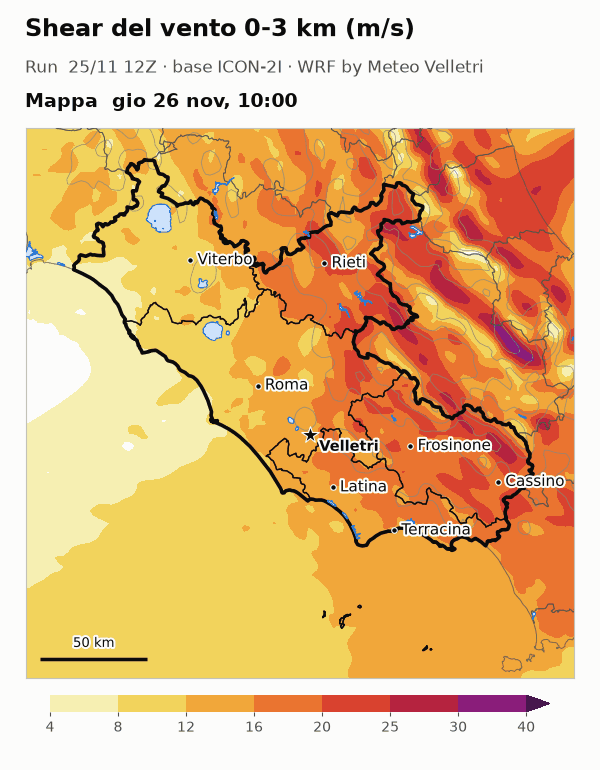 Shear del vento 0-3 km (m/s)
Run  25/11 12Z · base ICON-2I · WRF by Meteo Velletri
Mappa  gio 26 nov, 10:00
Viterbo
Rieti
Roma
Velletri
Frosinone
Latina
Cassino
Terracina
50 km
4 8 12 16 20 25 30 40